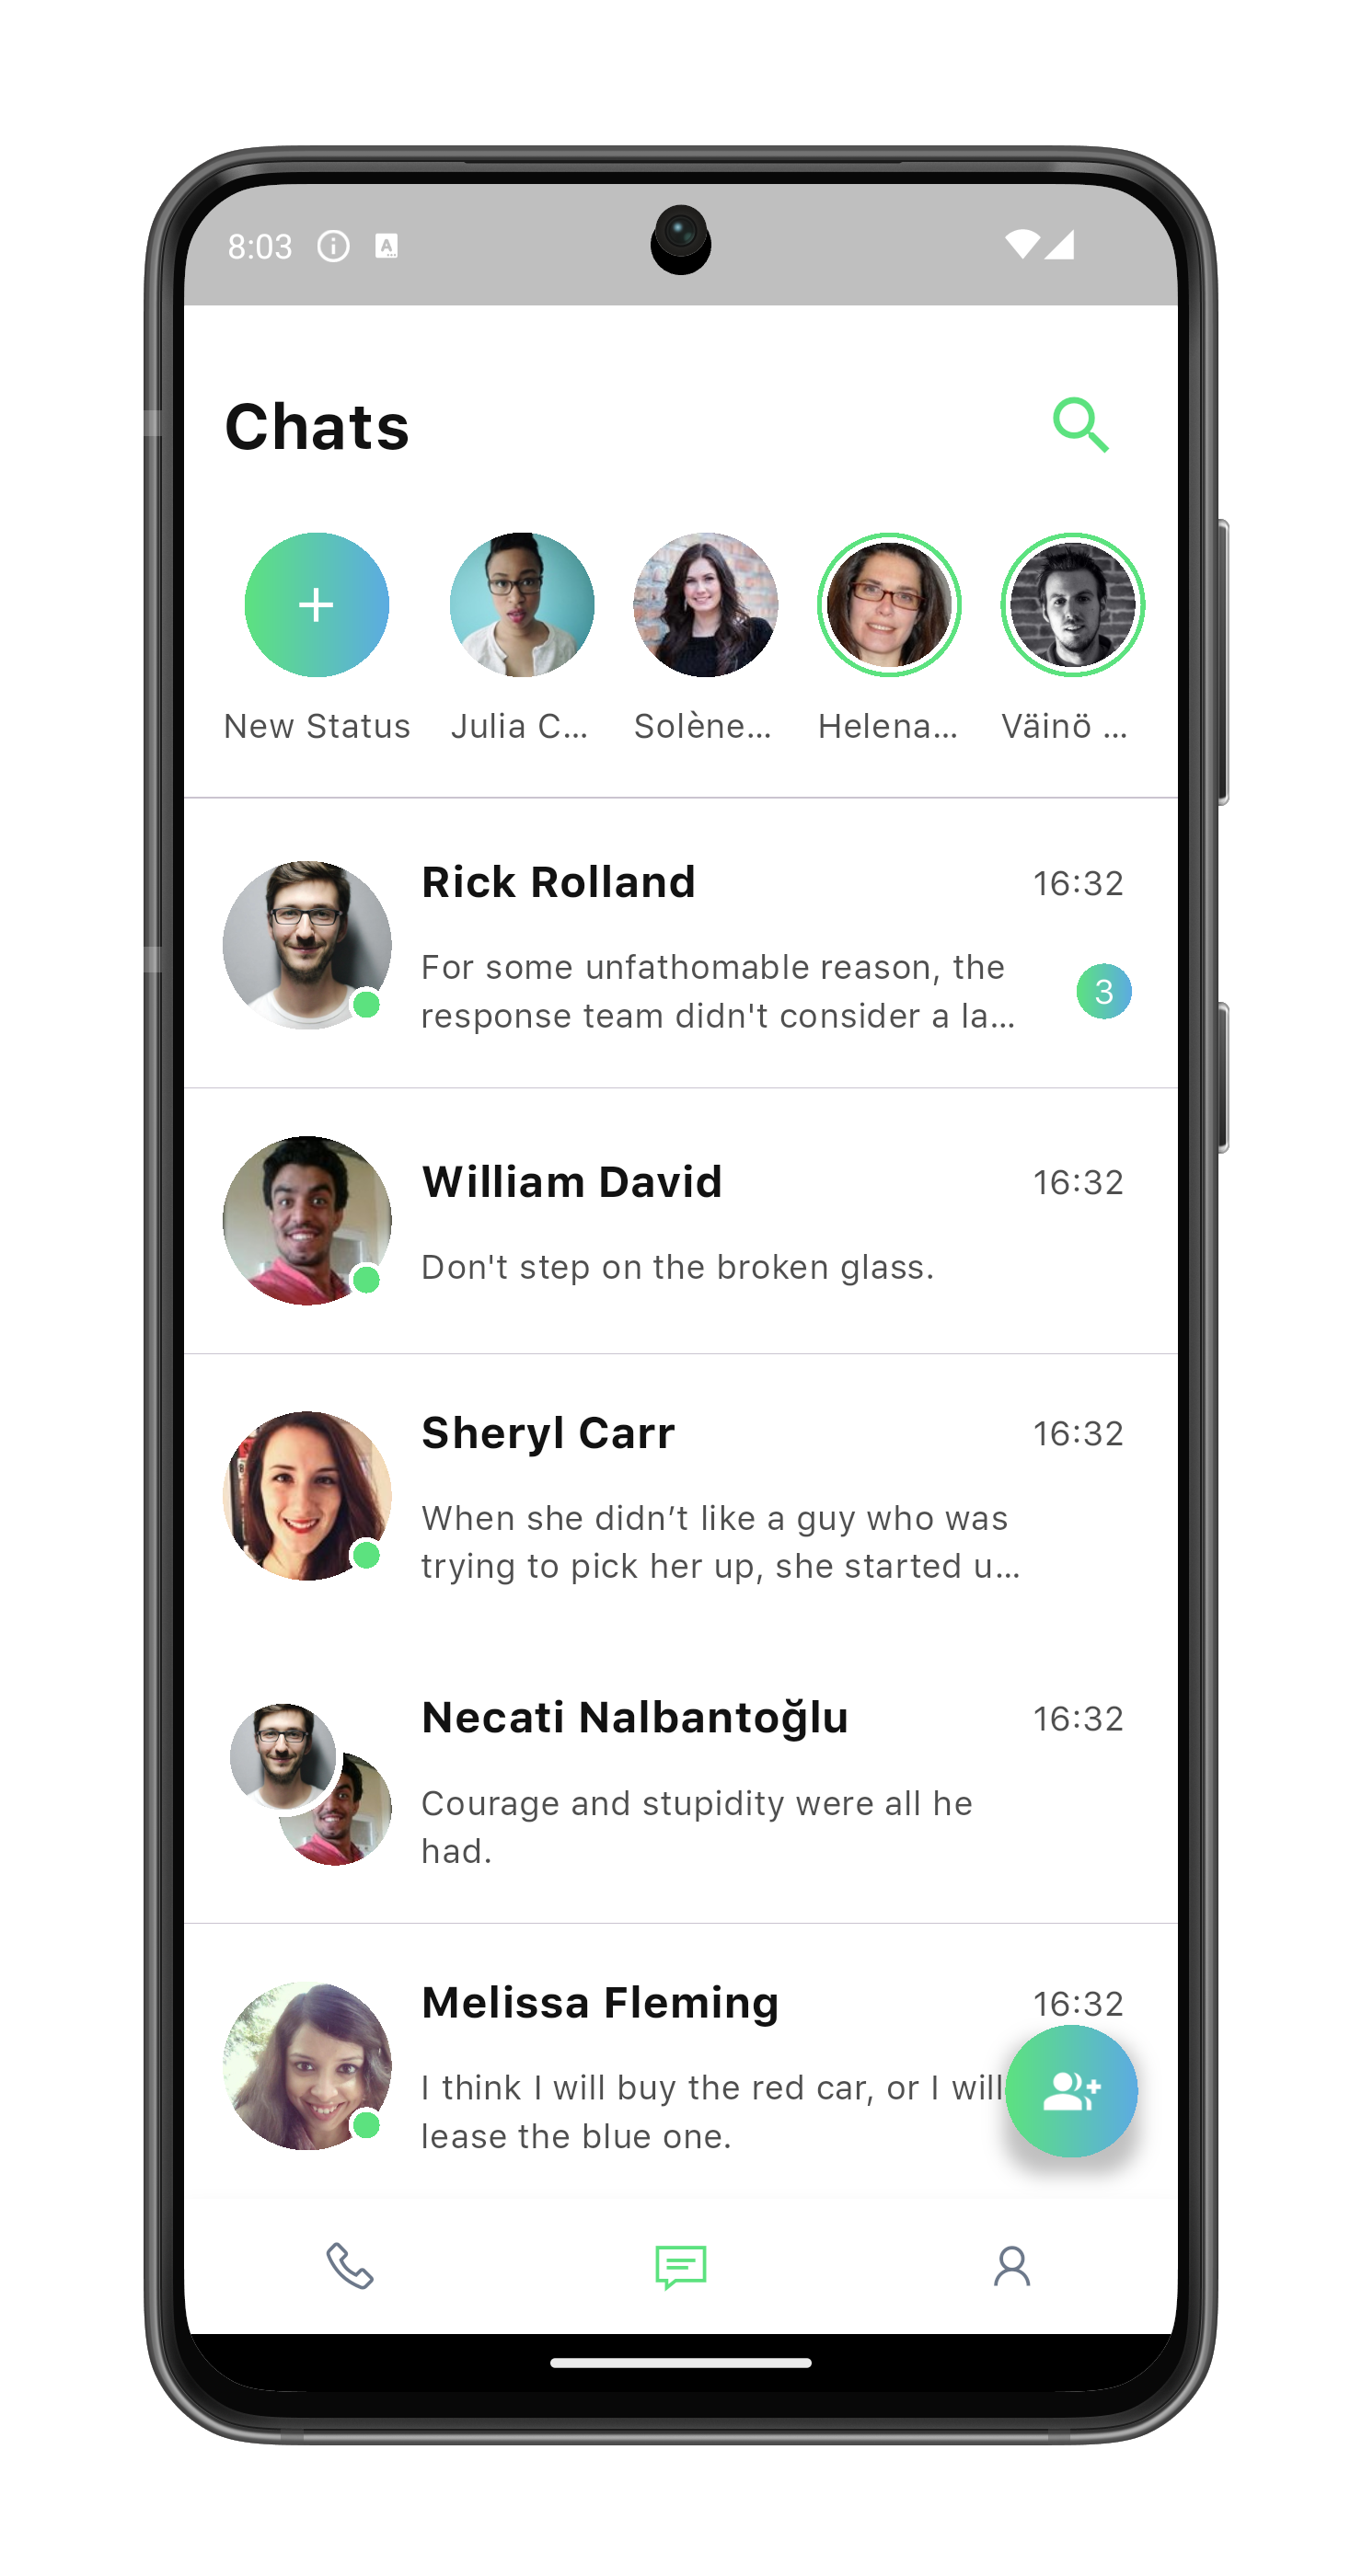 8:03
Chats
New Status
Julia C...
Solène...
Helena...
Väinö ...
Rick Rolland
16:32
For some unfathomable reason, the
response team didn't consider a la...
3
William David
16:32
Don't step on the broken glass.
Sheryl Carr
16:32
When she didn’t like a guy who was
trying to pick her up, she started u...
Necati Nalbantoğlu
16:32
Courage and stupidity were all he
had.
Melissa Fleming
16:32
I think I will buy the red car, or I will
lease the blue one.